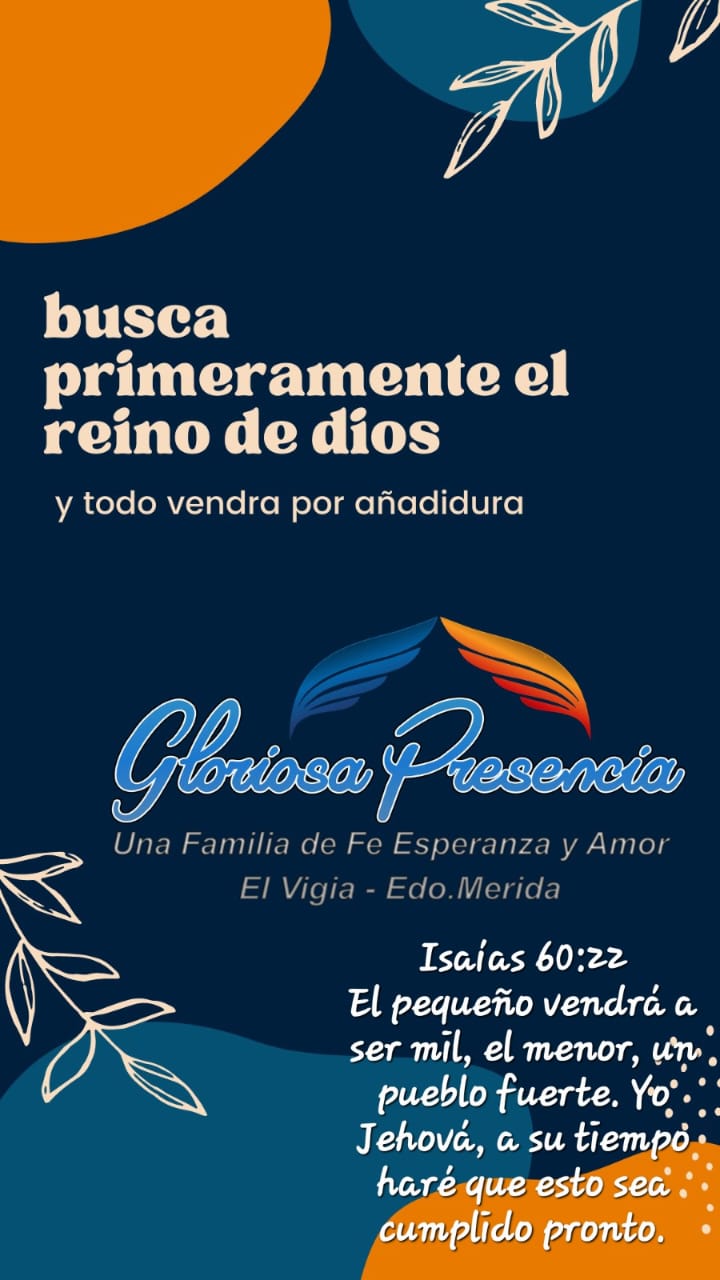 busca
primeramente el
reino de dios
y todo vendra por añadidura
Gloriosa Presencia
Una Familia de Fe Esperanza y Amor
El Vigia - Edo.Merida
Isaías 60:22
El pequeño vendrá a
ser mil, el menor, un
pueblo fuerte. Yo
Jehová, a su tiempo
haré que esto sea
cumplido pronto.